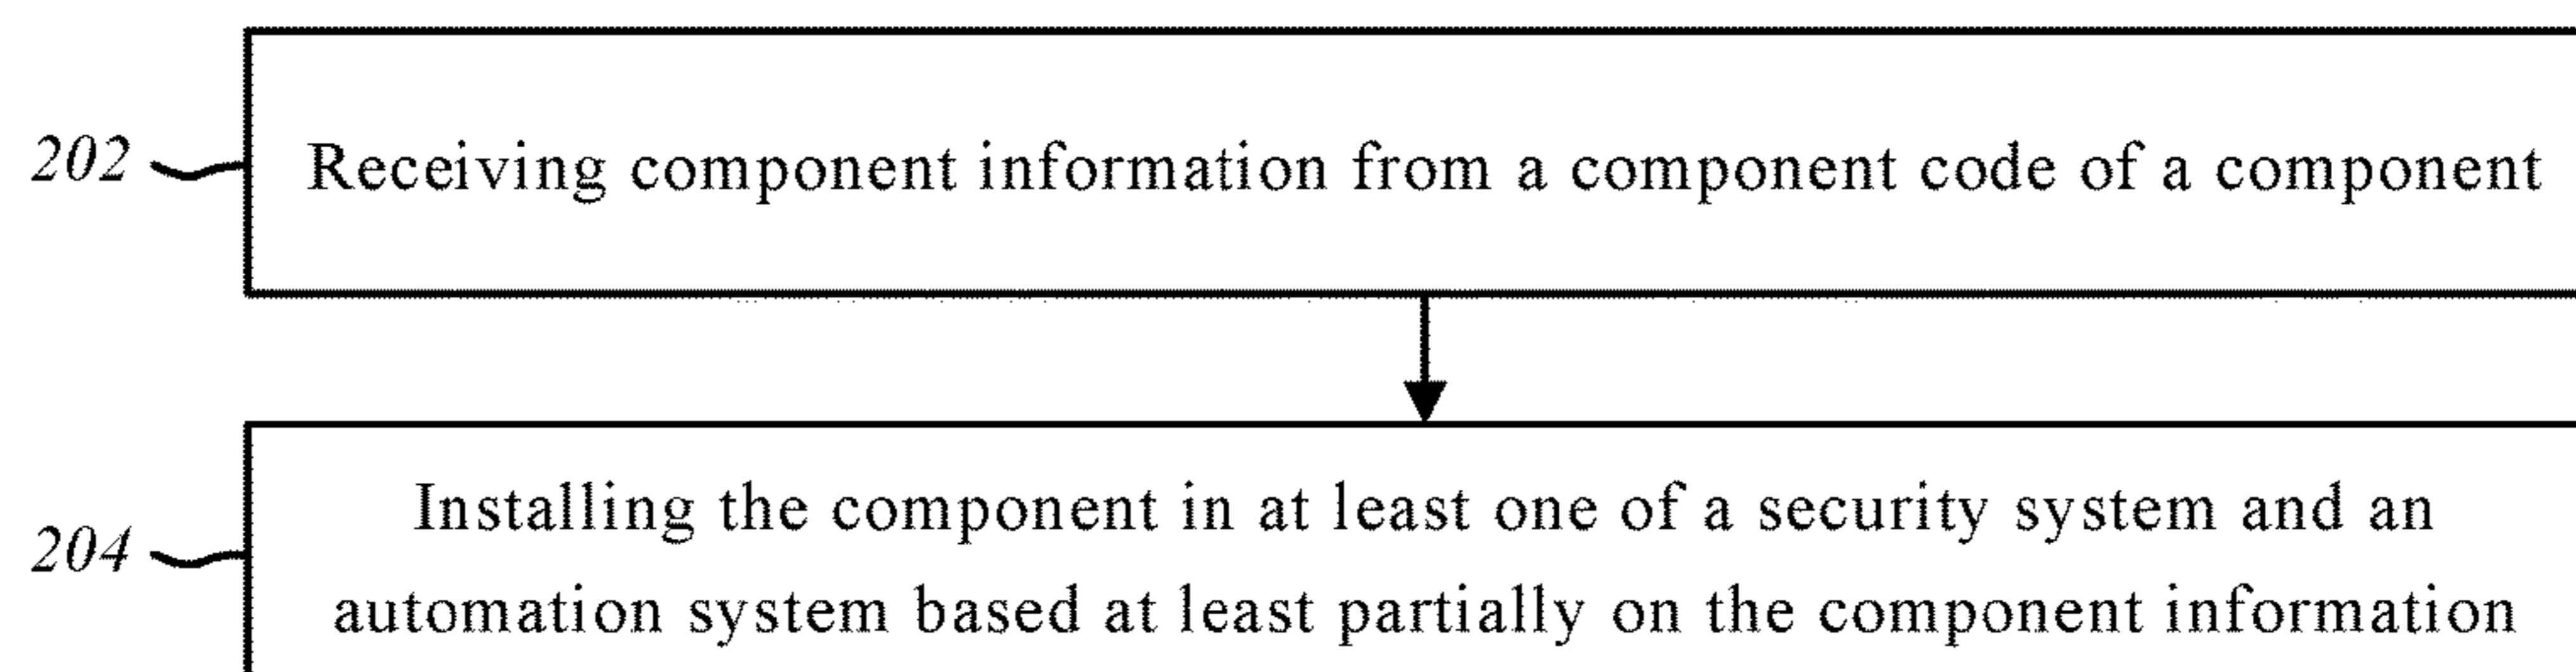 202
Receiving component information from a component code of a component
204
Installing the component in at least one of a security system and an
automation system based at least partially on the component information